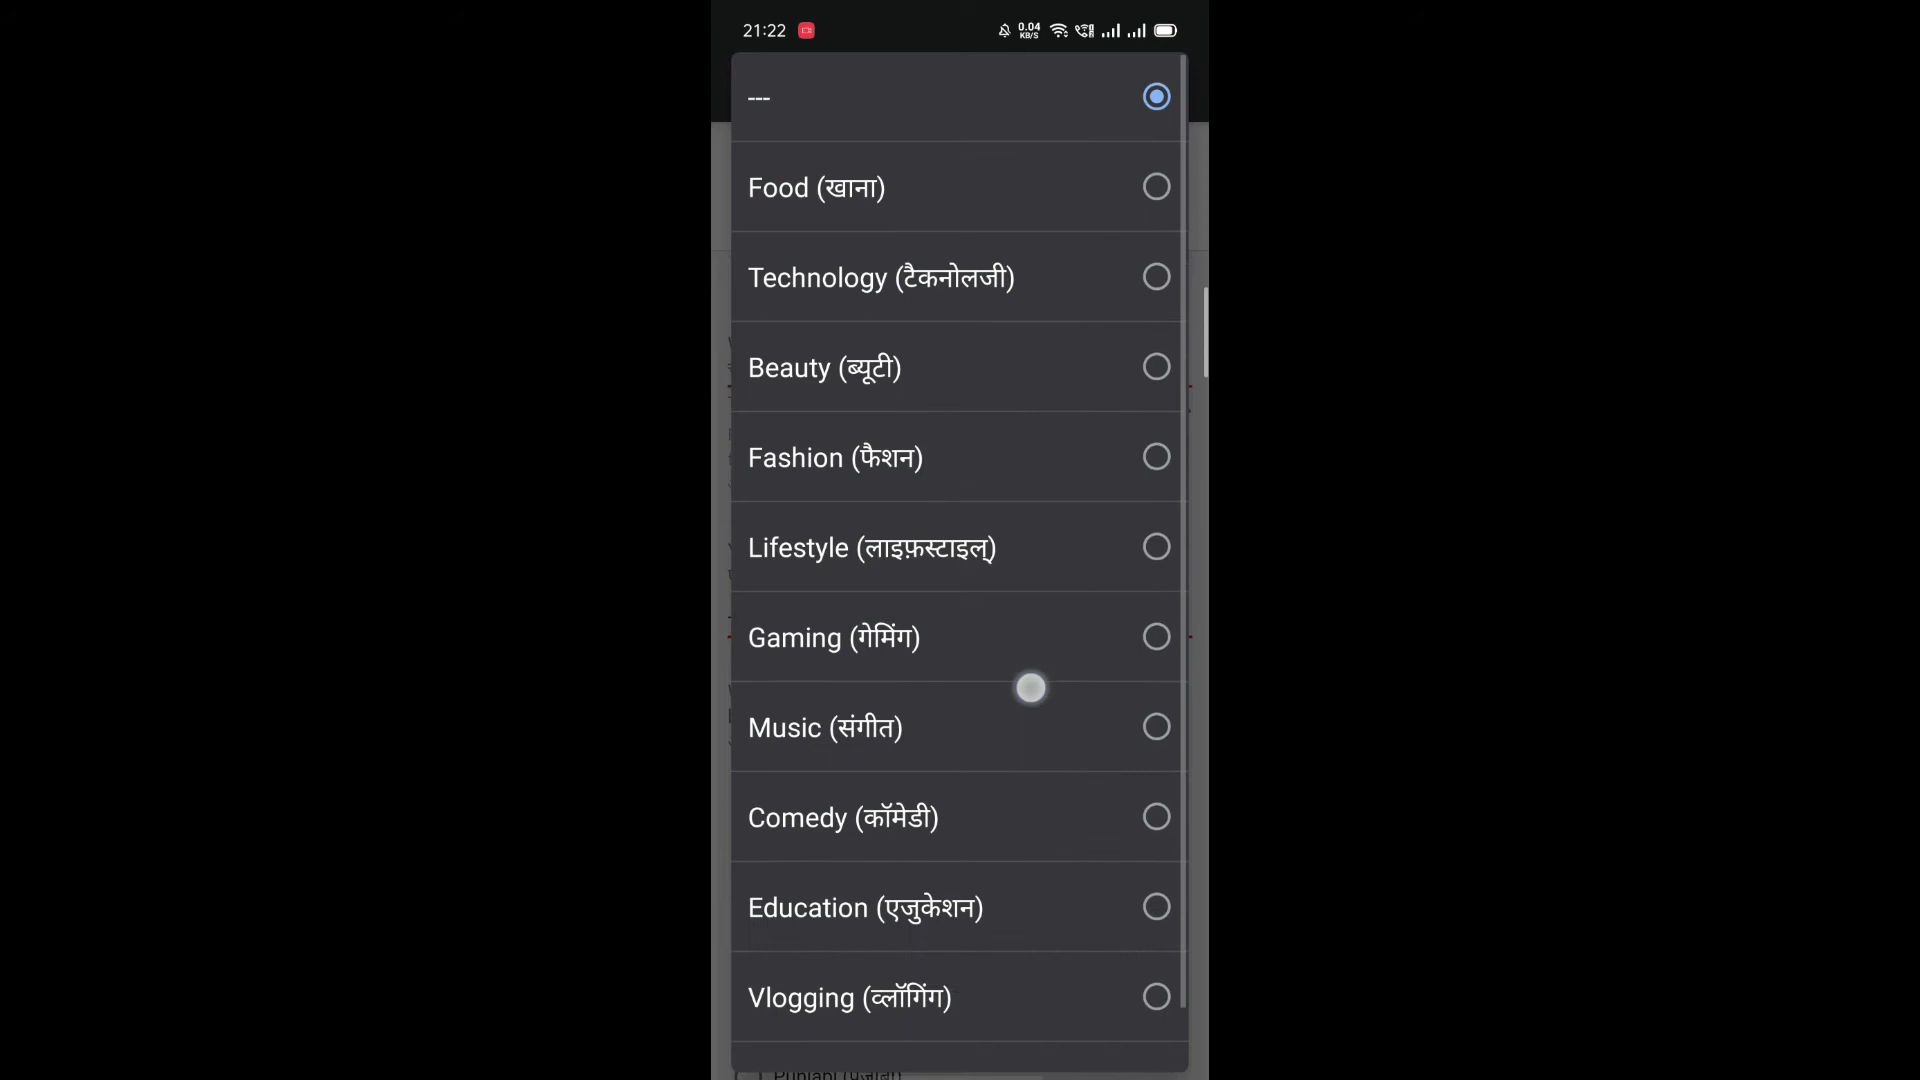 21:22
0.04
KB/S
---
Food (खाना)
Technology (टैकनोलजी)
Beauty (ब्यूटी)
Fashion (फैशन)
Lifestyle (लाइफ़स्टाइल्)
Gaming (गेमिंग)
Music (संगीत)
Comedy (कॉमेडी)
Education (एजुकेशन)
Vlogging (व्लॉगिंग)
Punjabi (पंजाबी)